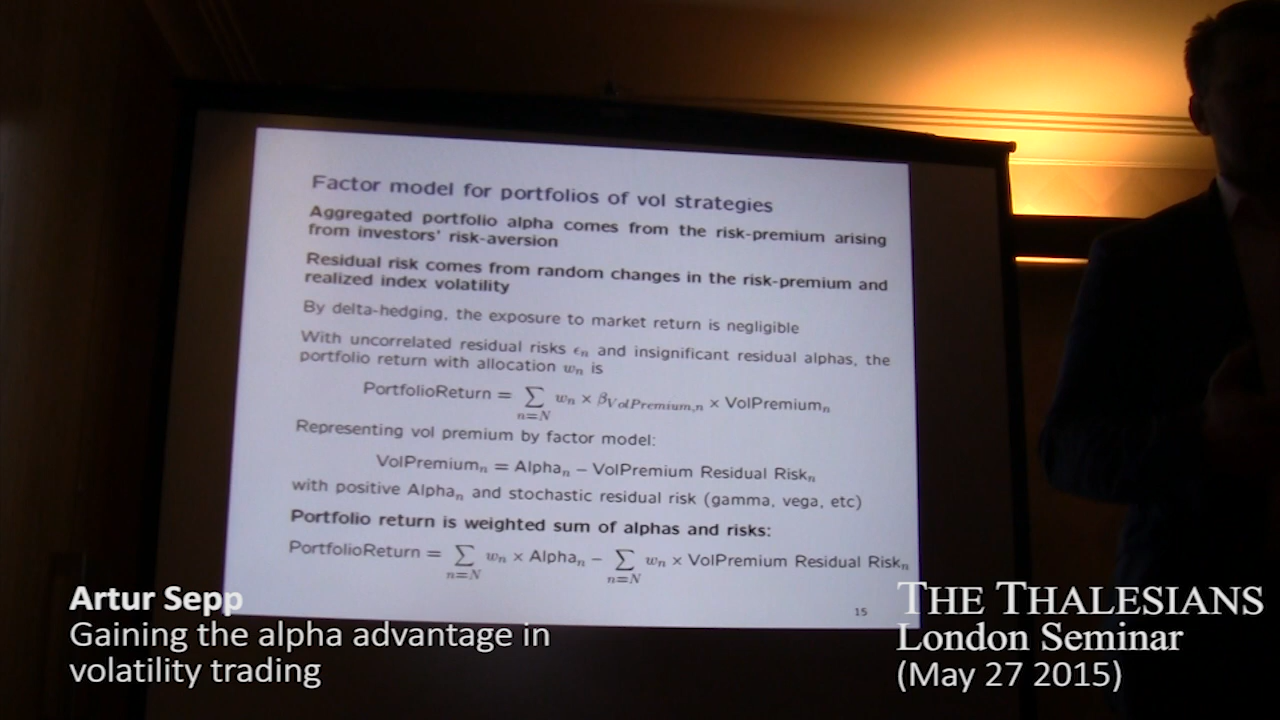 Factor model for portfolios of vol strategies
Aggregated portfolio alpha comes from the risk-premium arising
from investors' risk-aversion
Residual risk comes from random changes in the risk-premium and
realized index volatility
By delta-hedging, the exposure to market return is negligible
With uncorrelated residual risks ϵₙ and insignificant residual alphas, the
portfolio return with allocation wₙ is
PortfolioReturn = ∑ wₙ × β_VolPremium,n × VolPremiumₙ
n=N
Representing vol premium by factor model:
VolPremiumₙ = Alphaₙ − VolPremium Residual Riskₙ
with positive Alphaₙ and stochastic residual risk (gamma, vega, etc)
Portfolio return is weighted sum of alphas and risks:
PortfolioReturn = ∑ wₙ × Alphaₙ − ∑ wₙ × VolPremium Residual Riskₙ
n=N n=N
15
Artur Sepp
Gaining the alpha advantage in
volatility trading
THE THALESIANS
London Seminar
(May 27 2015)